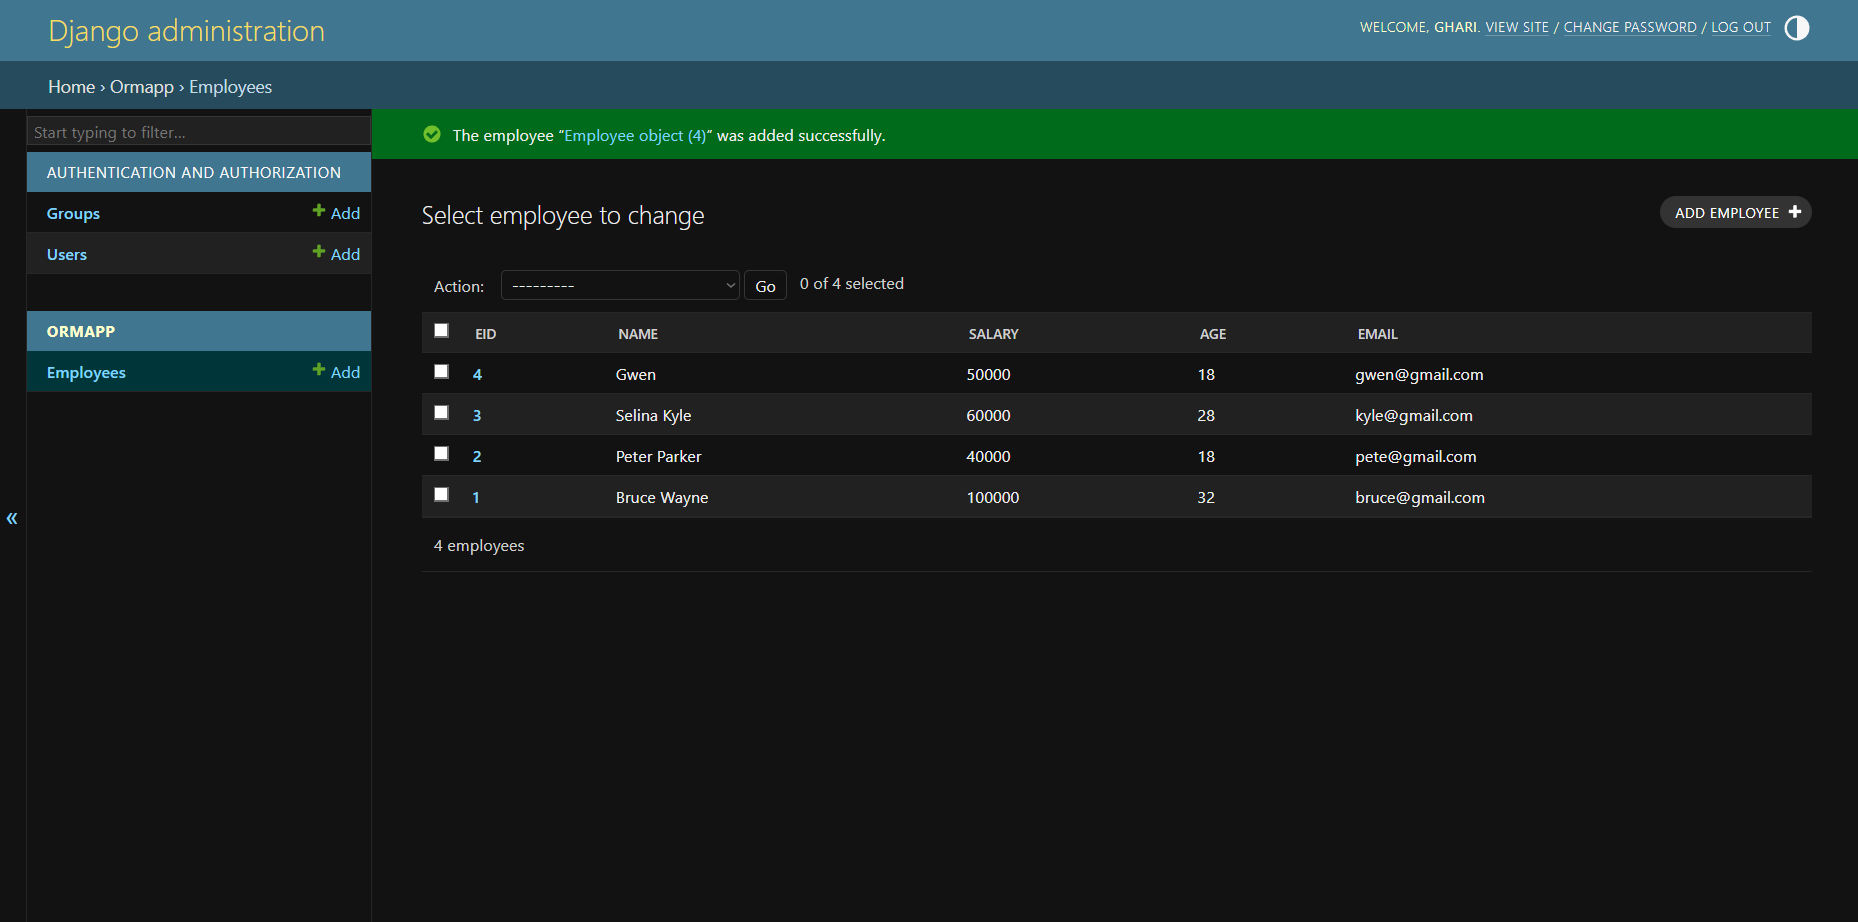 Django administration
WELCOME, GHARI. VIEW SITE / CHANGE PASSWORD / LOG OUT
Home › Ormapp › Employees
Start typing to filter...
AUTHENTICATION AND AUTHORIZATION
Groups + Add
Users + Add
ORMAPP
Employees + Add
«
The employee “Employee object (4)” was added successfully.
Select employee to change
ADD EMPLOYEE +
Action: --------- Go 0 of 4 selected
EID NAME SALARY AGE EMAIL
4 Gwen 50000 18 gwen@gmail.com
3 Selina Kyle 60000 28 kyle@gmail.com
2 Peter Parker 40000 18 pete@gmail.com
1 Bruce Wayne 100000 32 bruce@gmail.com
4 employees